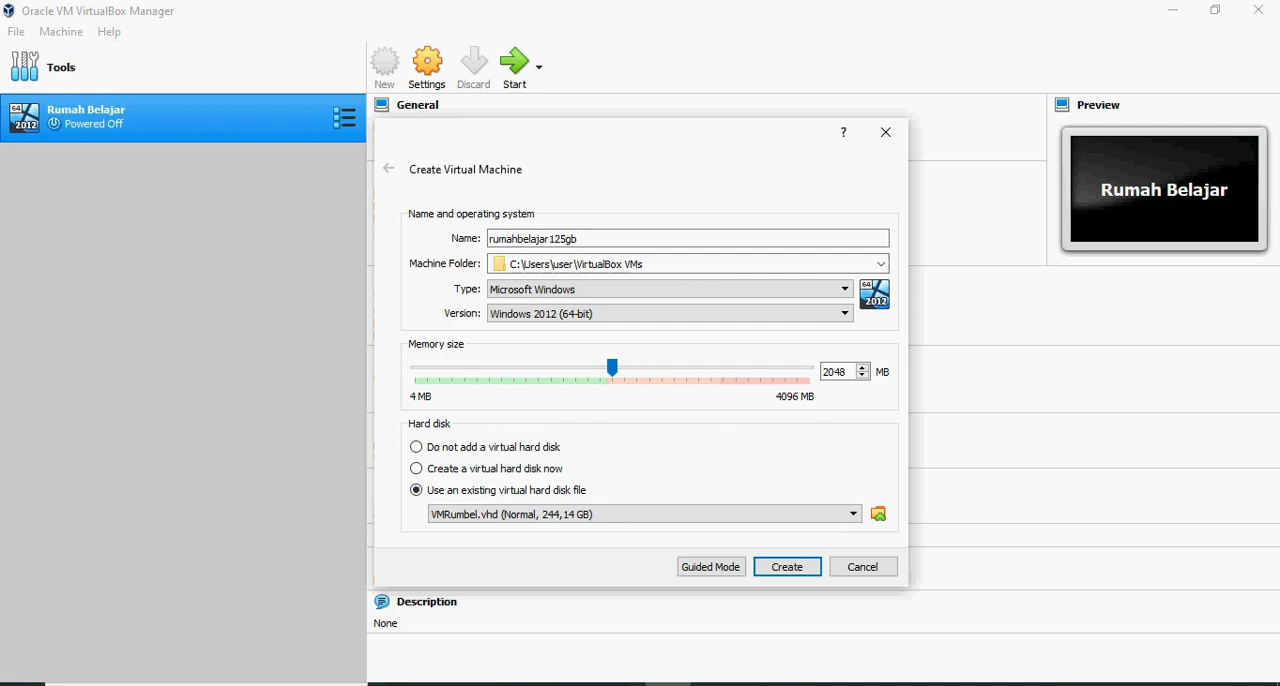 Oracle VM VirtualBox Manager
File Machine Help
Tools
New Settings Discard Start
64
2012
Rumah Belajar
Powered Off
General
Preview
Rumah Belajar
?
Create Virtual Machine
Name and operating system
Name: rumahbelajar125gb
Machine Folder: C:\Users\user\VirtualBox VMs
Type: Microsoft Windows
64
2012
Version: Windows 2012 (64-bit)
Memory size
2048 MB
4 MB 4096 MB
Hard disk
Do not add a virtual hard disk
Create a virtual hard disk now
Use an existing virtual hard disk file
VMRumbel.vhd (Normal, 244,14 GB)
Guided Mode Create Cancel
Description
None